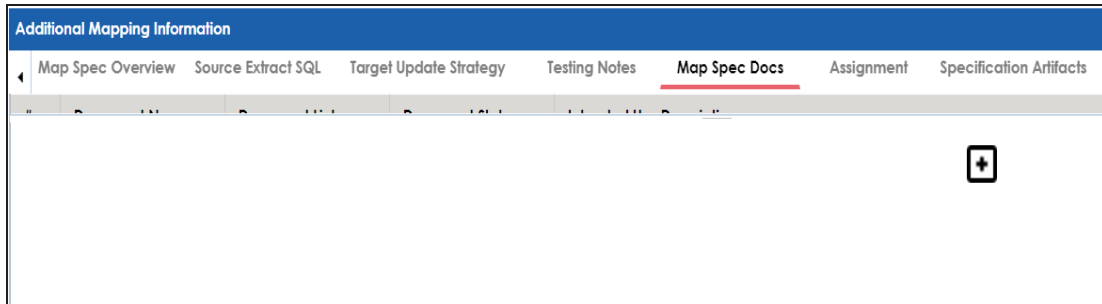 Additional Mapping Information
Map Spec Overview Source Extract SQL Target Update Strategy Testing Notes Map Spec Docs Assignment Specification Artifacts
#